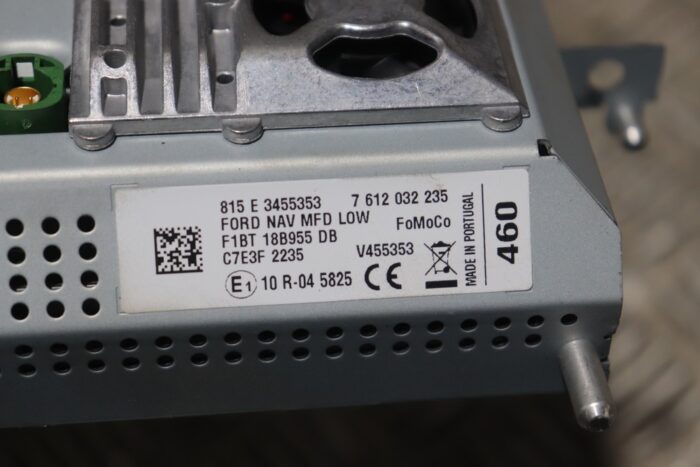 815 E 3455353 7 612 032 235
FORD NAV MFD LOW FoMoCo
F1BT 18B955 DB
C7E3F 2235 V455353
E1 10 R-04 5825 CE
MADE IN PORTUGAL
460